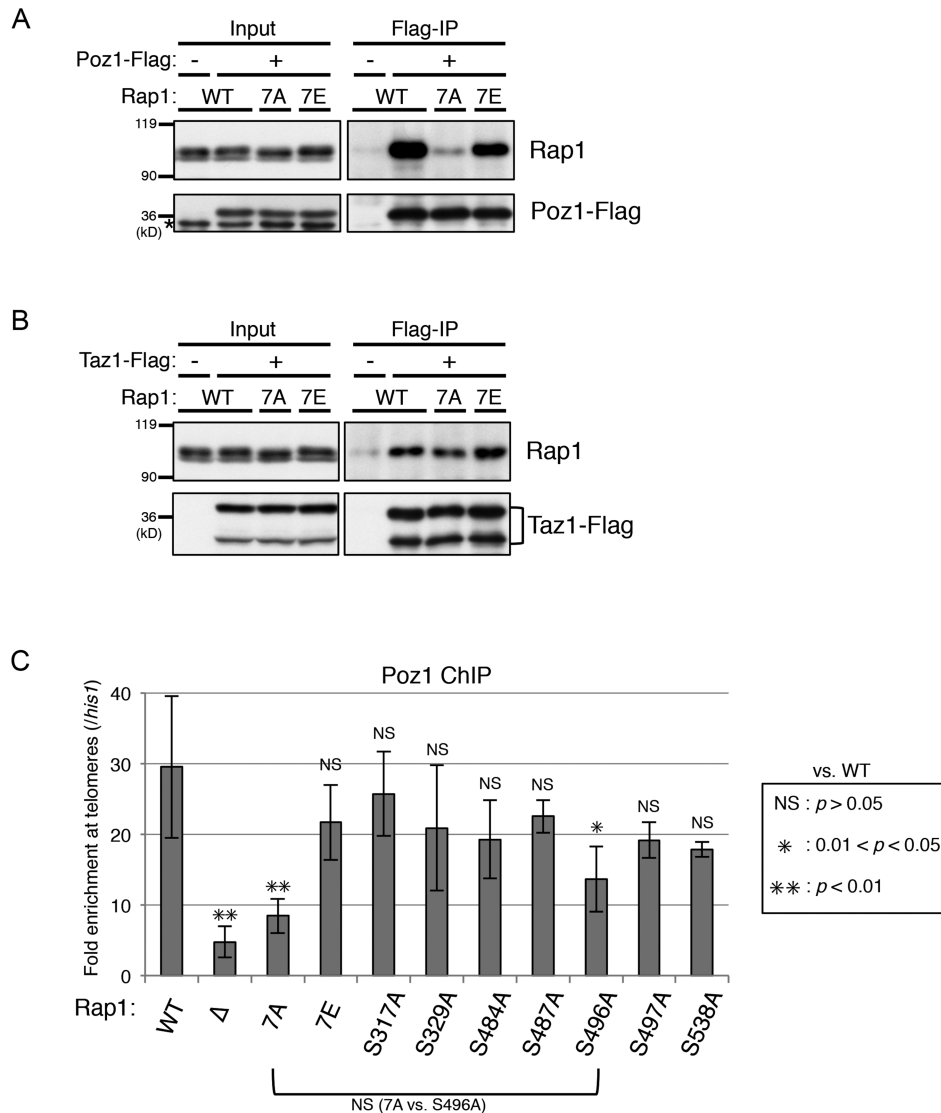 A
Input Flag-IP
Poz1-Flag: - + - +
Rap1: WT 7A 7E WT 7A 7E
119
90
Rap1
36
*
(kD)
Poz1-Flag
B
Input Flag-IP
Taz1-Flag: - + - +
Rap1: WT 7A 7E WT 7A 7E
119
90
Rap1
36
(kD)
Taz1-Flag
C
Poz1 ChIP
Fold enrichment at telomeres (/his1)
40
30
20
10
0
** ** NS NS NS NS NS * NS NS
Rap1: WT Δ 7A 7E S317A S329A S484A S487A S496A S497A S538A
NS (7A vs. S496A)
vs. WT
NS : p > 0.05
* : 0.01 < p < 0.05
** : p < 0.01